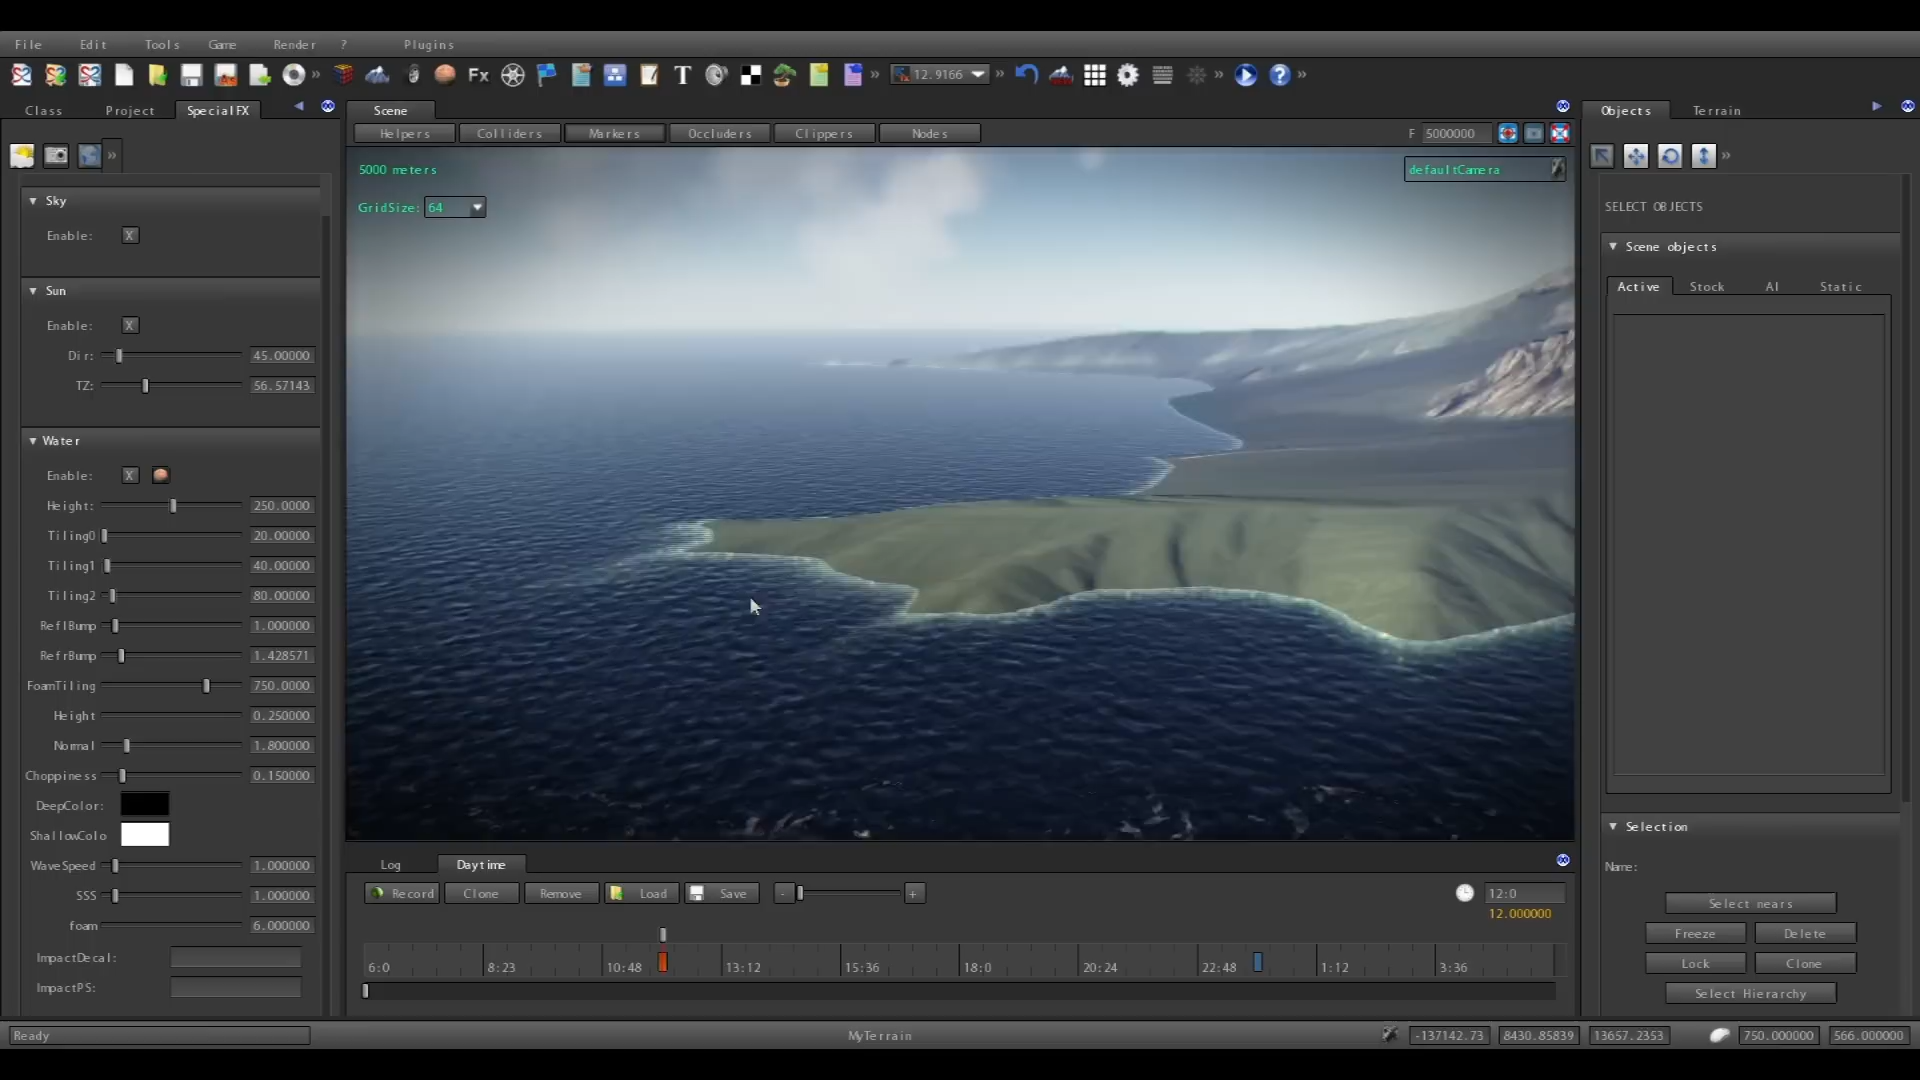 File Edit Tools Game Render ? Plugins
Fx T 12.9166
Class Project SpecialFX
Scene
Objects Terrain
Helpers Colliders Markers Occluders Clippers Nodes F 5000000
5000 meters
defaultCamera
GridSize: 64
Sky
Enable: X
Sun
Enable: X
Dir: 45.00000
TZ: 56.57143
Water
Enable: X
Height: 250.0000
Tiling0 20.00000
Tiling1 40.00000
Tiling2 80.00000
ReflBump 1.000000
RefrBump 1.428571
FoamTiling 750.0000
Height 0.250000
Normal 1.800000
Choppiness 0.150000
DeepColor:
ShallowColo
WaveSpeed 1.000000
SSS 1.000000
foam 6.000000
ImpactDecal:
ImpactPS:
SELECT OBJECTS
Scene objects
Active Stock AI Static
Selection
Name:
Select nears
Freeze Delete
Lock Clone
Select Hierarchy
Log Daytime
Record Clone Remove Load Save - + 12:0
12.000000
6:0 8:23 10:48 13:12 15:36 18:0 20:24 22:48 1:12 3:36
Ready MyTerrain -137142.73 8430.85839 13657.2353 750.000000 566.000000